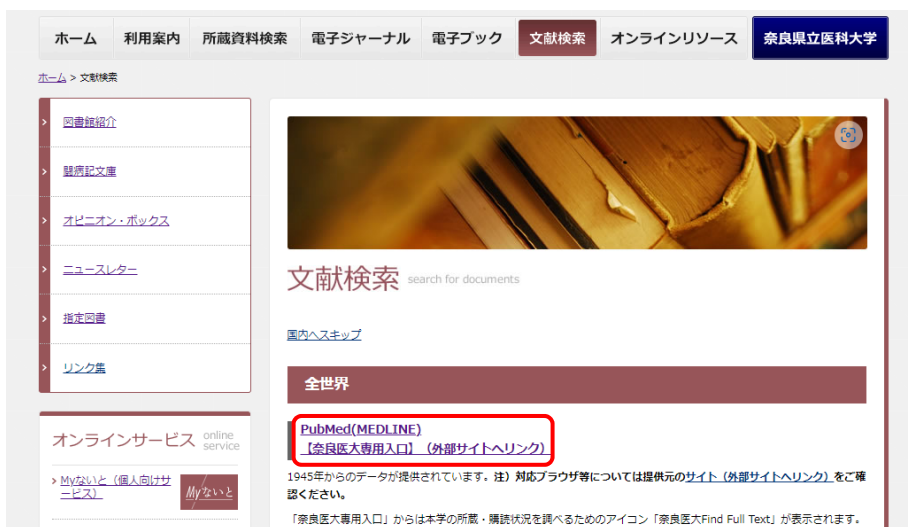 ホーム 利用案内 所蔵資料検索 電子ジャーナル 電子ブック 文献検索 オンラインリソース 奈良県立医科大学
ホーム > 文献検索
図書館紹介
闘病記文庫
オピニオン・ボックス
ニュースレター
指定図書
リンク集
オンラインサービス online service
Myないと（個人向けサ
ービス）
Myないと
文献検索 search for documents
国内へスキップ
全世界
PubMed(MEDLINE)
【奈良医大専用入口】（外部サイトへリンク）
1945年からのデータが提供されています。注）対応ブラウザ等については提供元のサイト（外部サイトへリンク）をご確
認ください。
「奈良医大専用入口」からは本学の所蔵・購読状況を調べるためのアイコン「奈良医大Find Full Text」が表示されます。